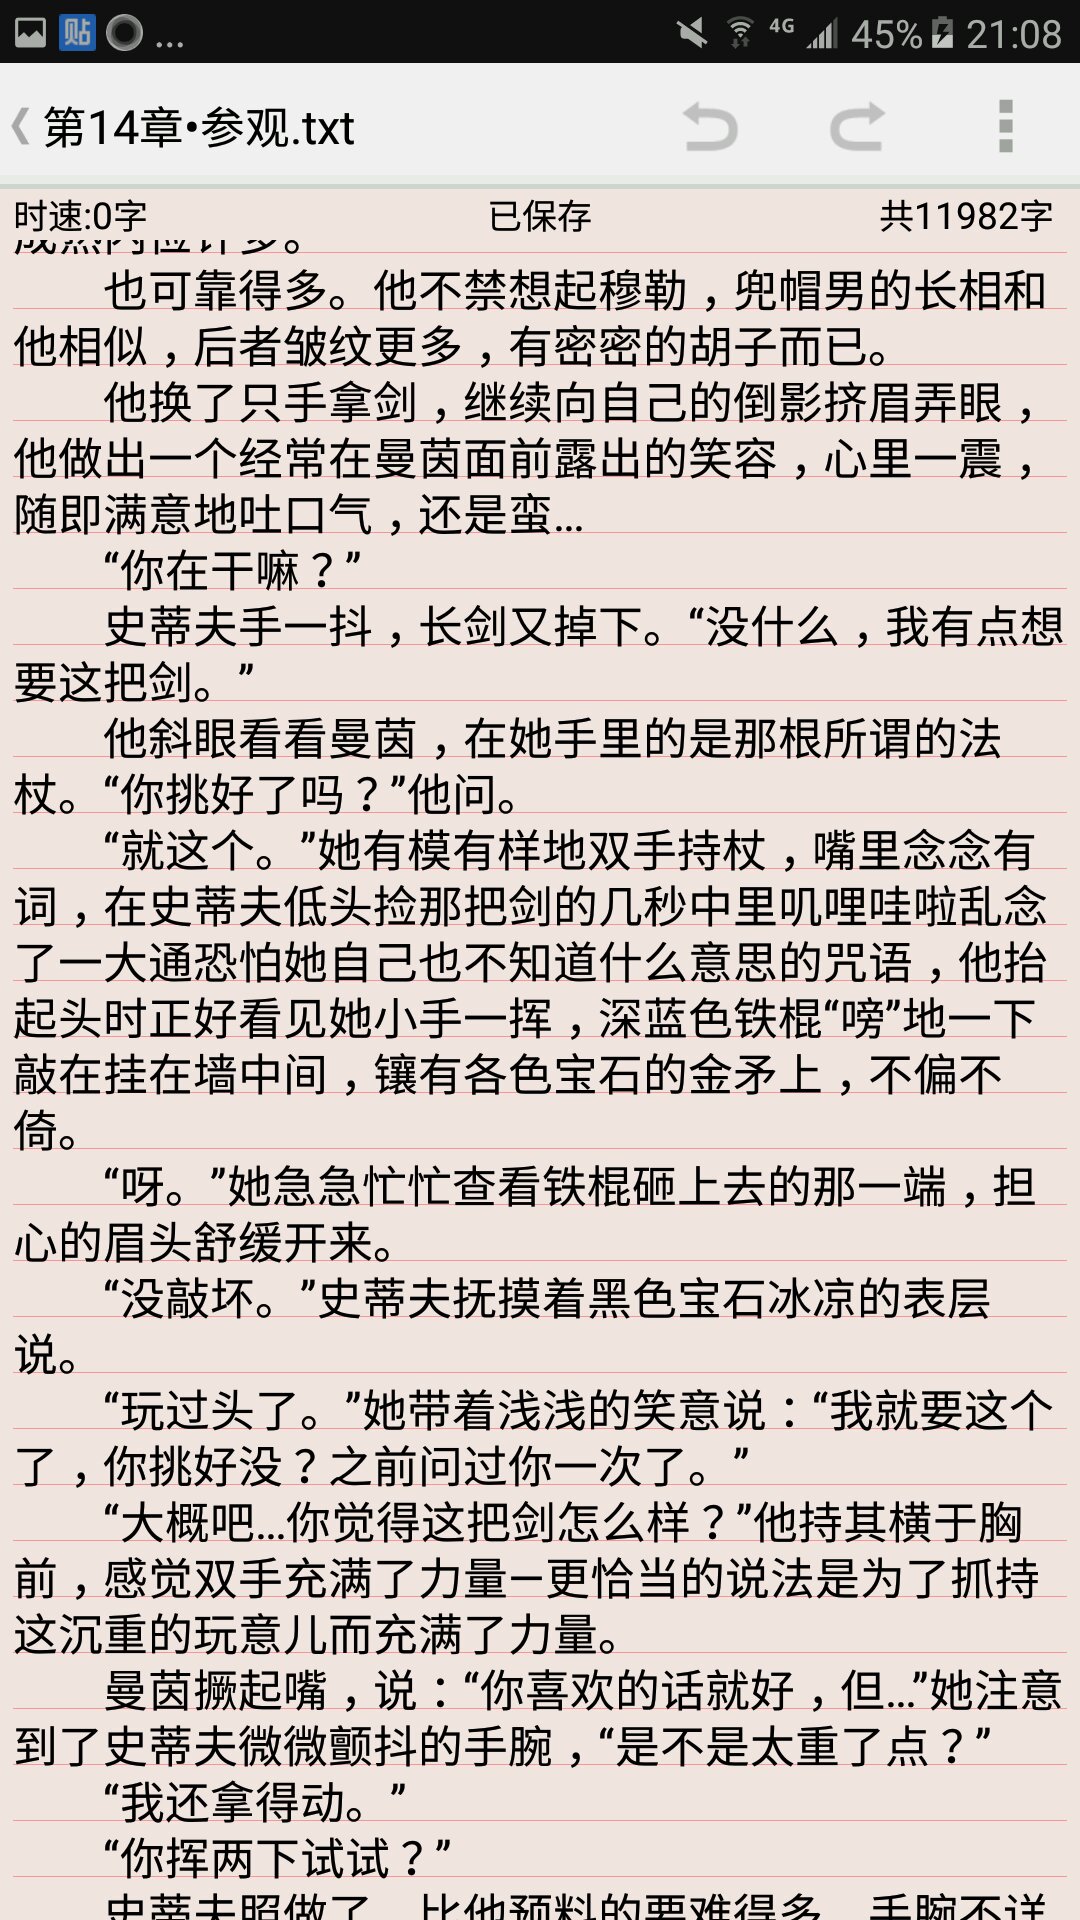 贴 ... 4G 45% 21:08
第14章•参观.txt
时速:0字 已保存 共11982字
也可靠得多。他不禁想起穆勒，兜帽男的长相和
他相似，后者皱纹更多，有密密的胡子而已。
他换了只手拿剑，继续向自己的倒影挤眉弄眼，
他做出一个经常在曼茵面前露出的笑容，心里一震，
随即满意地吐口气，还是蛮...
“你在干嘛？”
史蒂夫手一抖，长剑又掉下。“没什么，我有点想
要这把剑。”
他斜眼看看曼茵，在她手里的是那根所谓的法
杖。“你挑好了吗？”他问。
“就这个。”她有模有样地双手持杖，嘴里念念有
词，在史蒂夫低头捡那把剑的几秒中里叽哩哇啦乱念
了一大通恐怕她自己也不知道什么意思的咒语，他抬
起头时正好看见她小手一挥，深蓝色铁棍“嗙”地一下
敲在挂在墙中间，镶有各色宝石的金矛上，不偏不
倚。
“呀。”她急急忙忙查看铁棍砸上去的那一端，担
心的眉头舒缓开来。
“没敲坏。”史蒂夫抚摸着黑色宝石冰凉的表层
说。
“玩过头了。”她带着浅浅的笑意说：“我就要这个
了，你挑好没？之前问过你一次了。”
“大概吧...你觉得这把剑怎么样？”他持其横于胸
前，感觉双手充满了力量—更恰当的说法是为了抓持
这沉重的玩意儿而充满了力量。
曼茵撅起嘴，说：“你喜欢的话就好，但...”她注意
到了史蒂夫微微颤抖的手腕，“是不是太重了点？”
“我还拿得动。”
“你挥两下试试？”
史蒂夫照做了，比他预料的要难得多，手腕不详